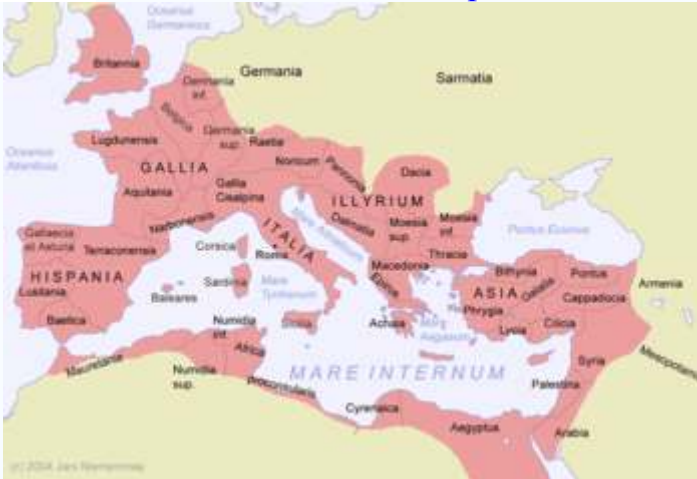 Oceanus
Germanicus
Britannia
Germania
Sarmatia
Germania
inf.
Belgica
Germania
sup.
Lugdunensis
Raetia
Oceanus
Atlanticus
GALLIA
Noricum
Pannonia
Dacia
Aquitania
Gallia
Cisalpina
ILLYRIUM
Dalmatia
Moesia
sup.
Moesia
inf.
Pontus Euxinus
Narbonensis
ITALIA
Mare Adriaticum
Gallaecia
et Asturia
Terraconensis
Corsica
Roma
Thracia
Macedonia
Epirus
Bithynia
Pontus
Armenia
HISPANIA
Lusitania
Baleares
Sardinia
Mare
Tyrrhenum
ASIA
Galatia
Cappadocia
Phrygia
Baetica
Numidia
inf.
Sicilia
Achaia
Mare
Aegaeum
Lysia
Cilicia
Africa
Proconsularis
Mauretania
Numidia
sup.
MARE INTERNUM
Syria
Mesopotamia
Palestina
Cyrenaica
Aegyptus
Arabia
(c) 2004 Jani Niemenmaa